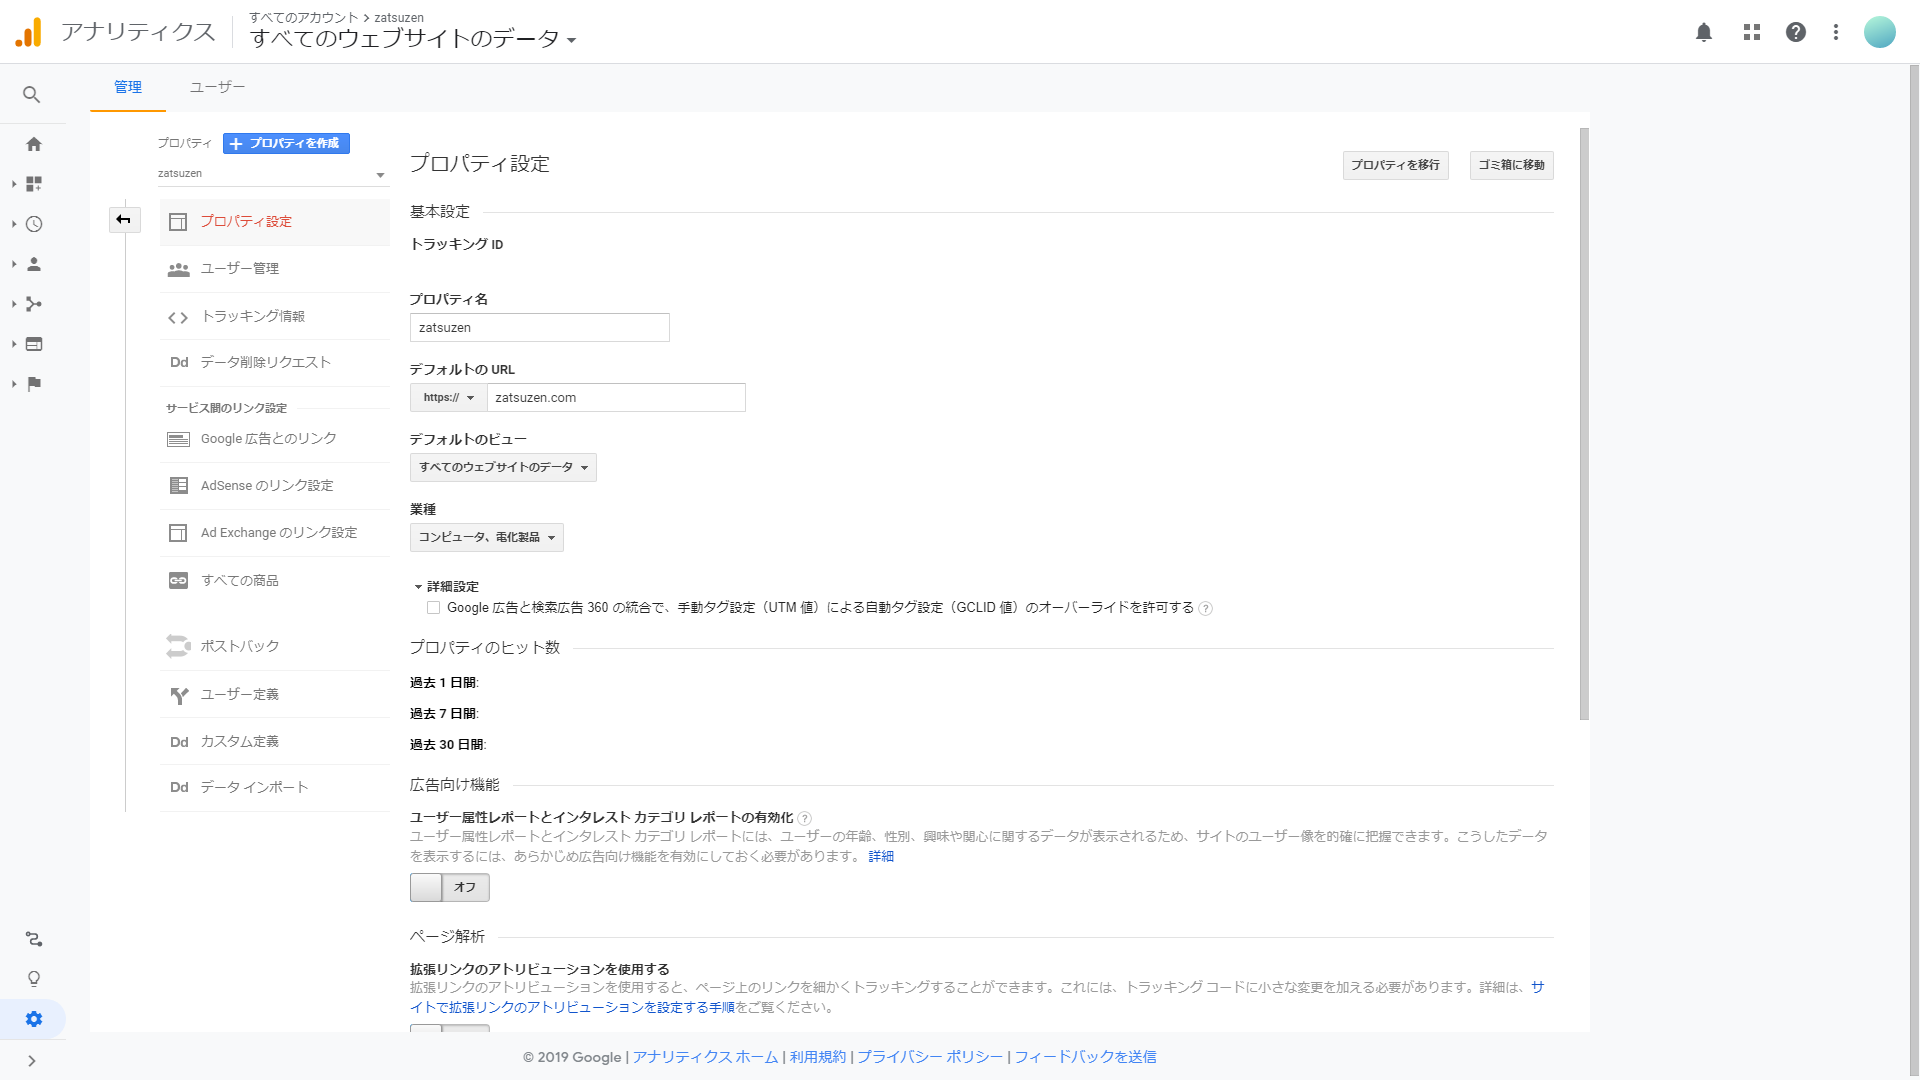 アナリティクス
すべてのアカウント > zatsuzen
すべてのウェブサイトのデータ
管理
ユーザー
プロパティ
プロパティを作成
zatsuzen
プロパティ設定
ユーザー管理
トラッキング情報
Dd データ削除リクエスト
サービス間のリンク設定
Google 広告とのリンク
AdSense のリンク設定
Ad Exchange のリンク設定
すべての商品
ポストバック
ユーザー定義
Dd カスタム定義
Dd データ インポート
プロパティ設定
プロパティを移行
ゴミ箱に移動
基本設定
トラッキング ID
プロパティ名
zatsuzen
デフォルトの URL
https://
zatsuzen.com
デフォルトのビュー
すべてのウェブサイトのデータ
業種
コンピュータ、電化製品
詳細設定
Google 広告と検索広告 360 の統合で、手動タグ設定（UTM 値）による自動タグ設定（GCLID 値）のオーバーライドを許可する ?
プロパティのヒット数
過去 1 日間:
過去 7 日間:
過去 30 日間:
広告向け機能
ユーザー属性レポートとインタレスト カテゴリ レポートの有効化 ?
ユーザー属性レポートとインタレスト カテゴリ レポートには、ユーザーの年齢、性別、興味や関心に関するデータが表示されるため、サイトのユーザー像を的確に把握できます。こうしたデータ
を表示するには、あらかじめ広告向け機能を有効にしておく必要があります。 詳細
オフ
ページ解析
拡張リンクのアトリビューションを使用する
拡張リンクのアトリビューションを使用すると、ページ上のリンクを細かくトラッキングすることができます。これには、トラッキング コードに小さな変更を加える必要があります。詳細は、サ
イトで拡張リンクのアトリビューションを設定する手順をご覧ください。
© 2019 Google | アナリティクス ホーム | 利用規約 | プライバシー ポリシー | フィードバックを送信